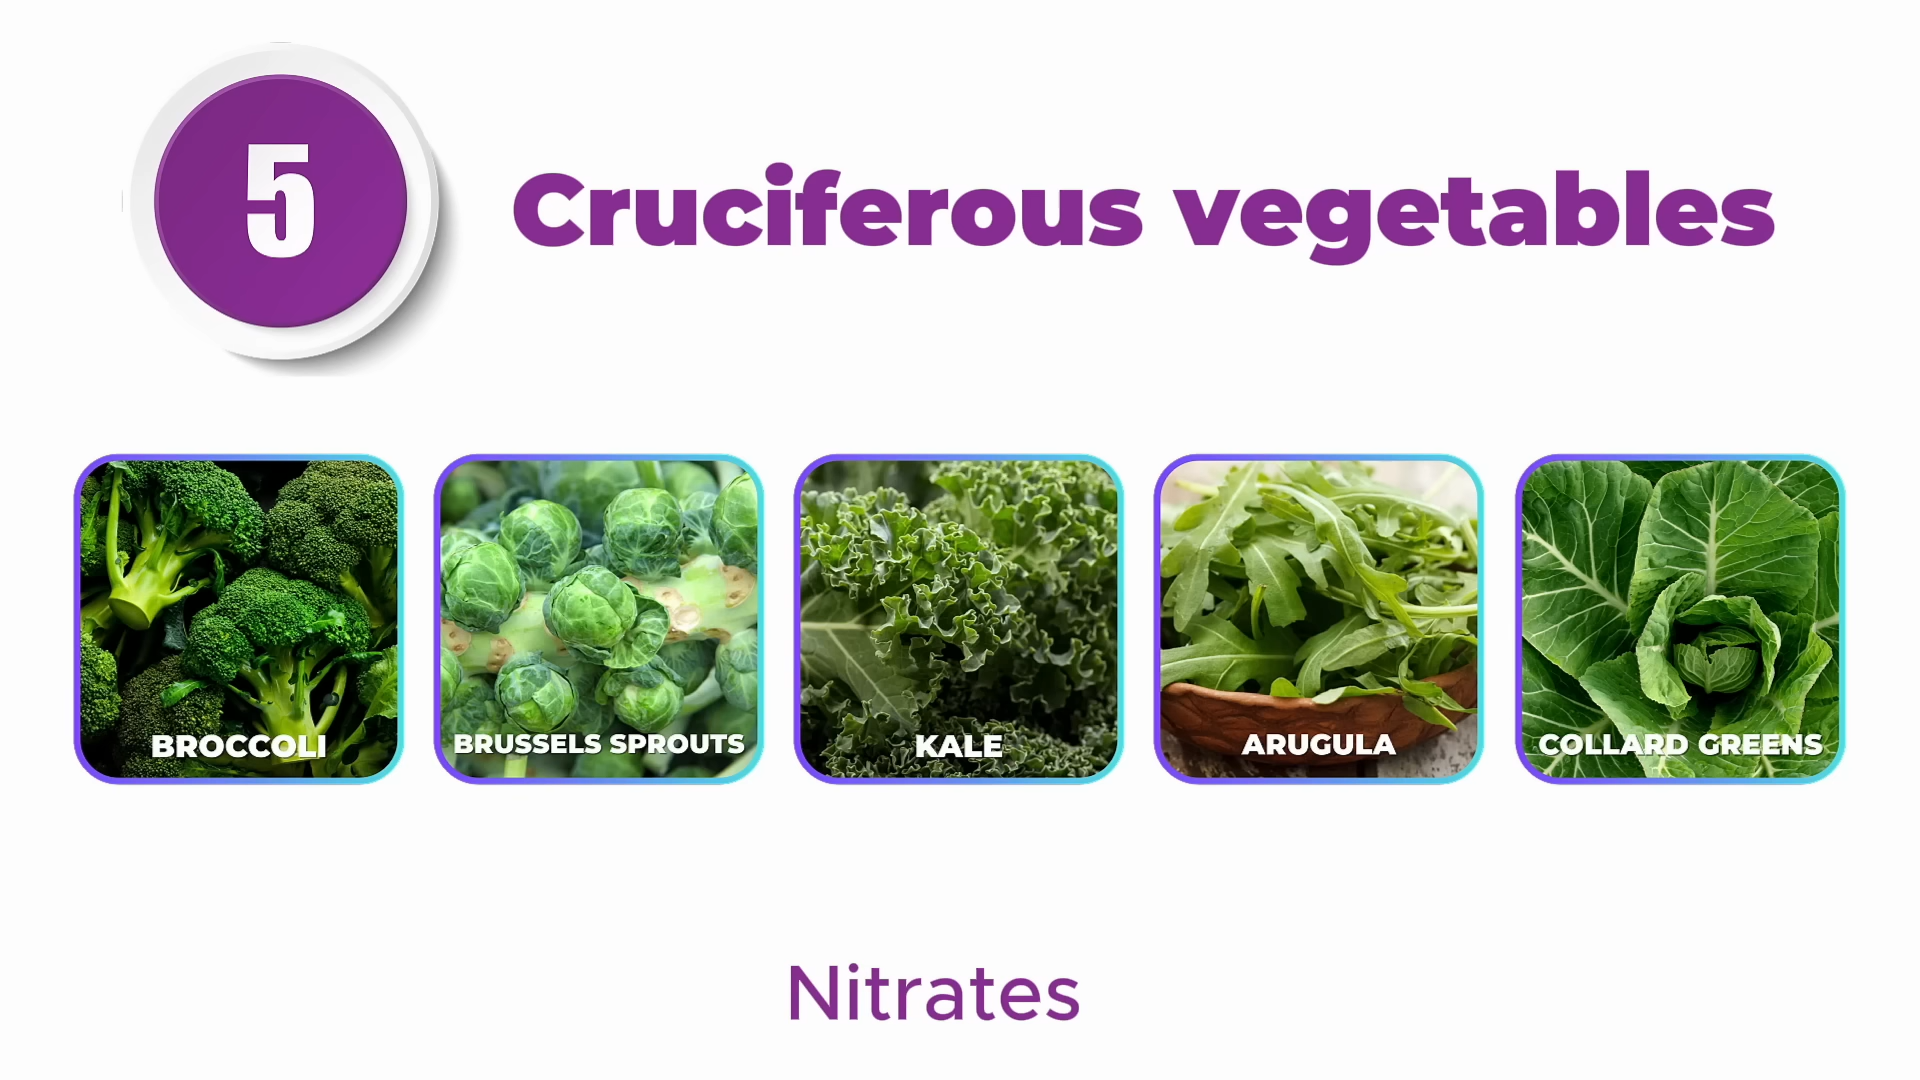 5
Cruciferous vegetables
BROCCOLI
BRUSSELS SPROUTS
KALE
ARUGULA
COLLARD GREENS
Nitrates